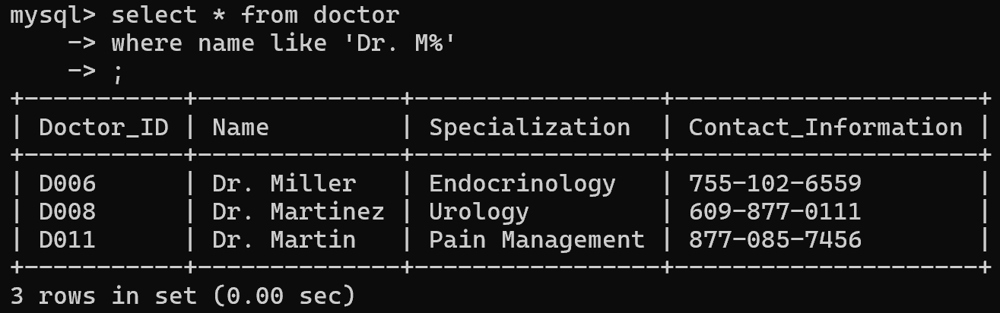 mysql> select * from doctor
    -> where name like 'Dr. M%'
    -> ;
+-----------+--------------+-----------------+---------------------+
| Doctor_ID | Name         | Specialization  | Contact_Information |
+-----------+--------------+-----------------+---------------------+
| D006      | Dr. Miller   | Endocrinology   | 755-102-6559        |
| D008      | Dr. Martinez | Urology         | 609-877-0111        |
| D011      | Dr. Martin   | Pain Management | 877-085-7456        |
+-----------+--------------+-----------------+---------------------+
3 rows in set (0.00 sec)